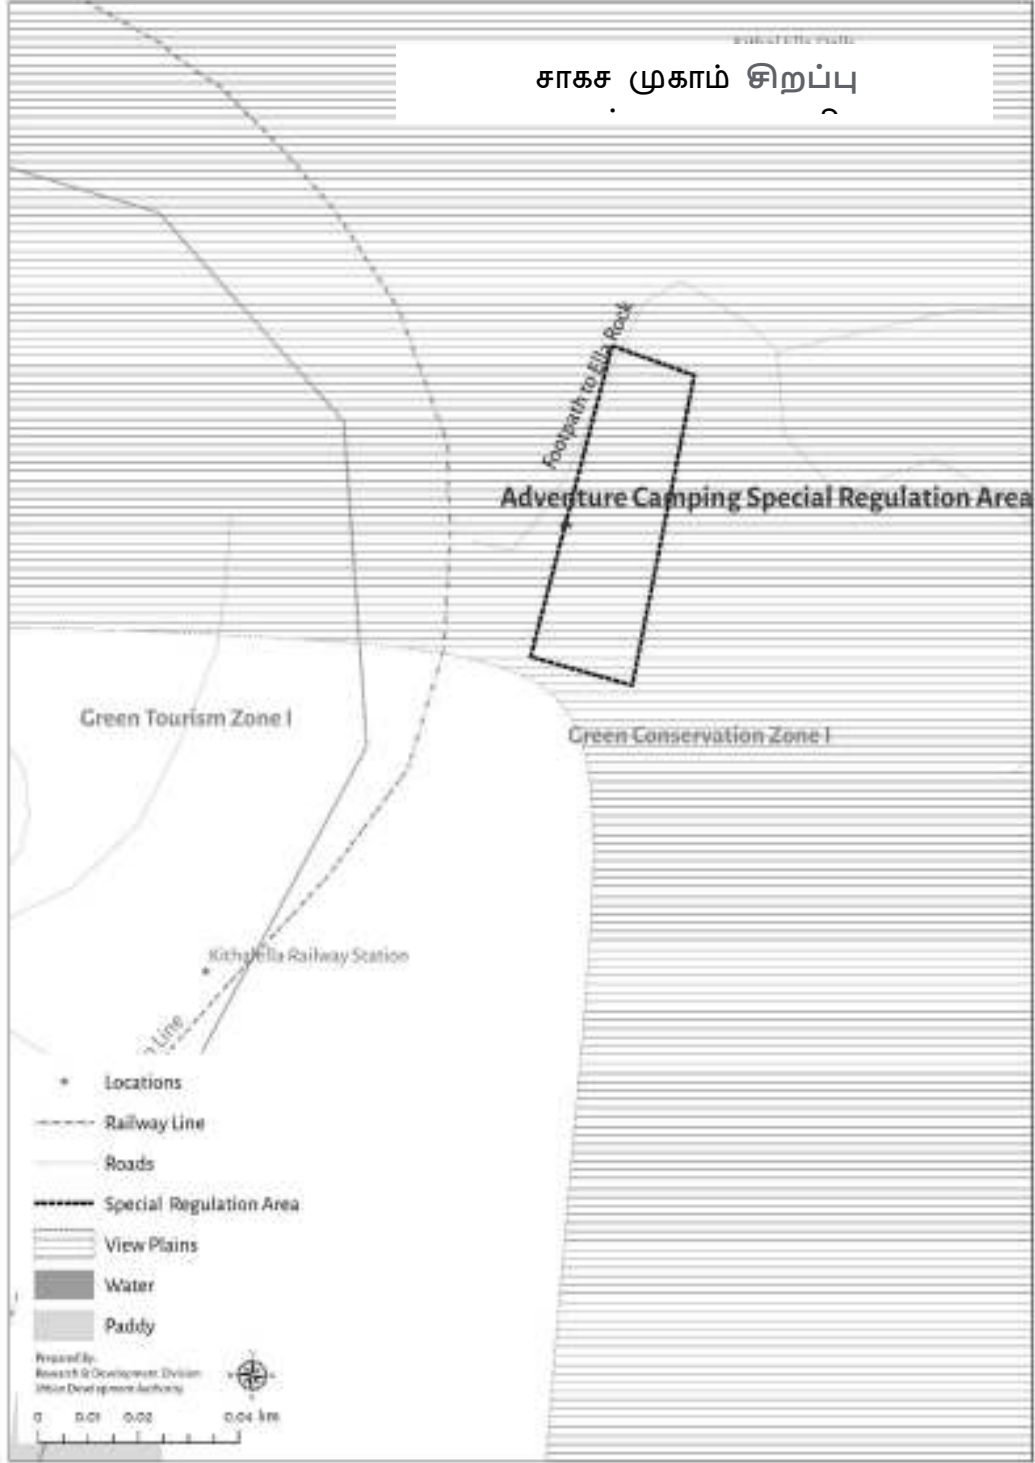 சாகச முகாம் சிறப்பு
Footpath to Ella Rock
Adventure Camping Special Regulation Area
Green Tourism Zone I
Green Conservation Zone I
Kithalella Railway Station
Line
Locations
Railway Line
Roads
Special Regulation Area
View Plains
Water
Paddy
Prepared By:
Research & Development Division
Urban Development Authority
0 0.01 0.02 0.04 km